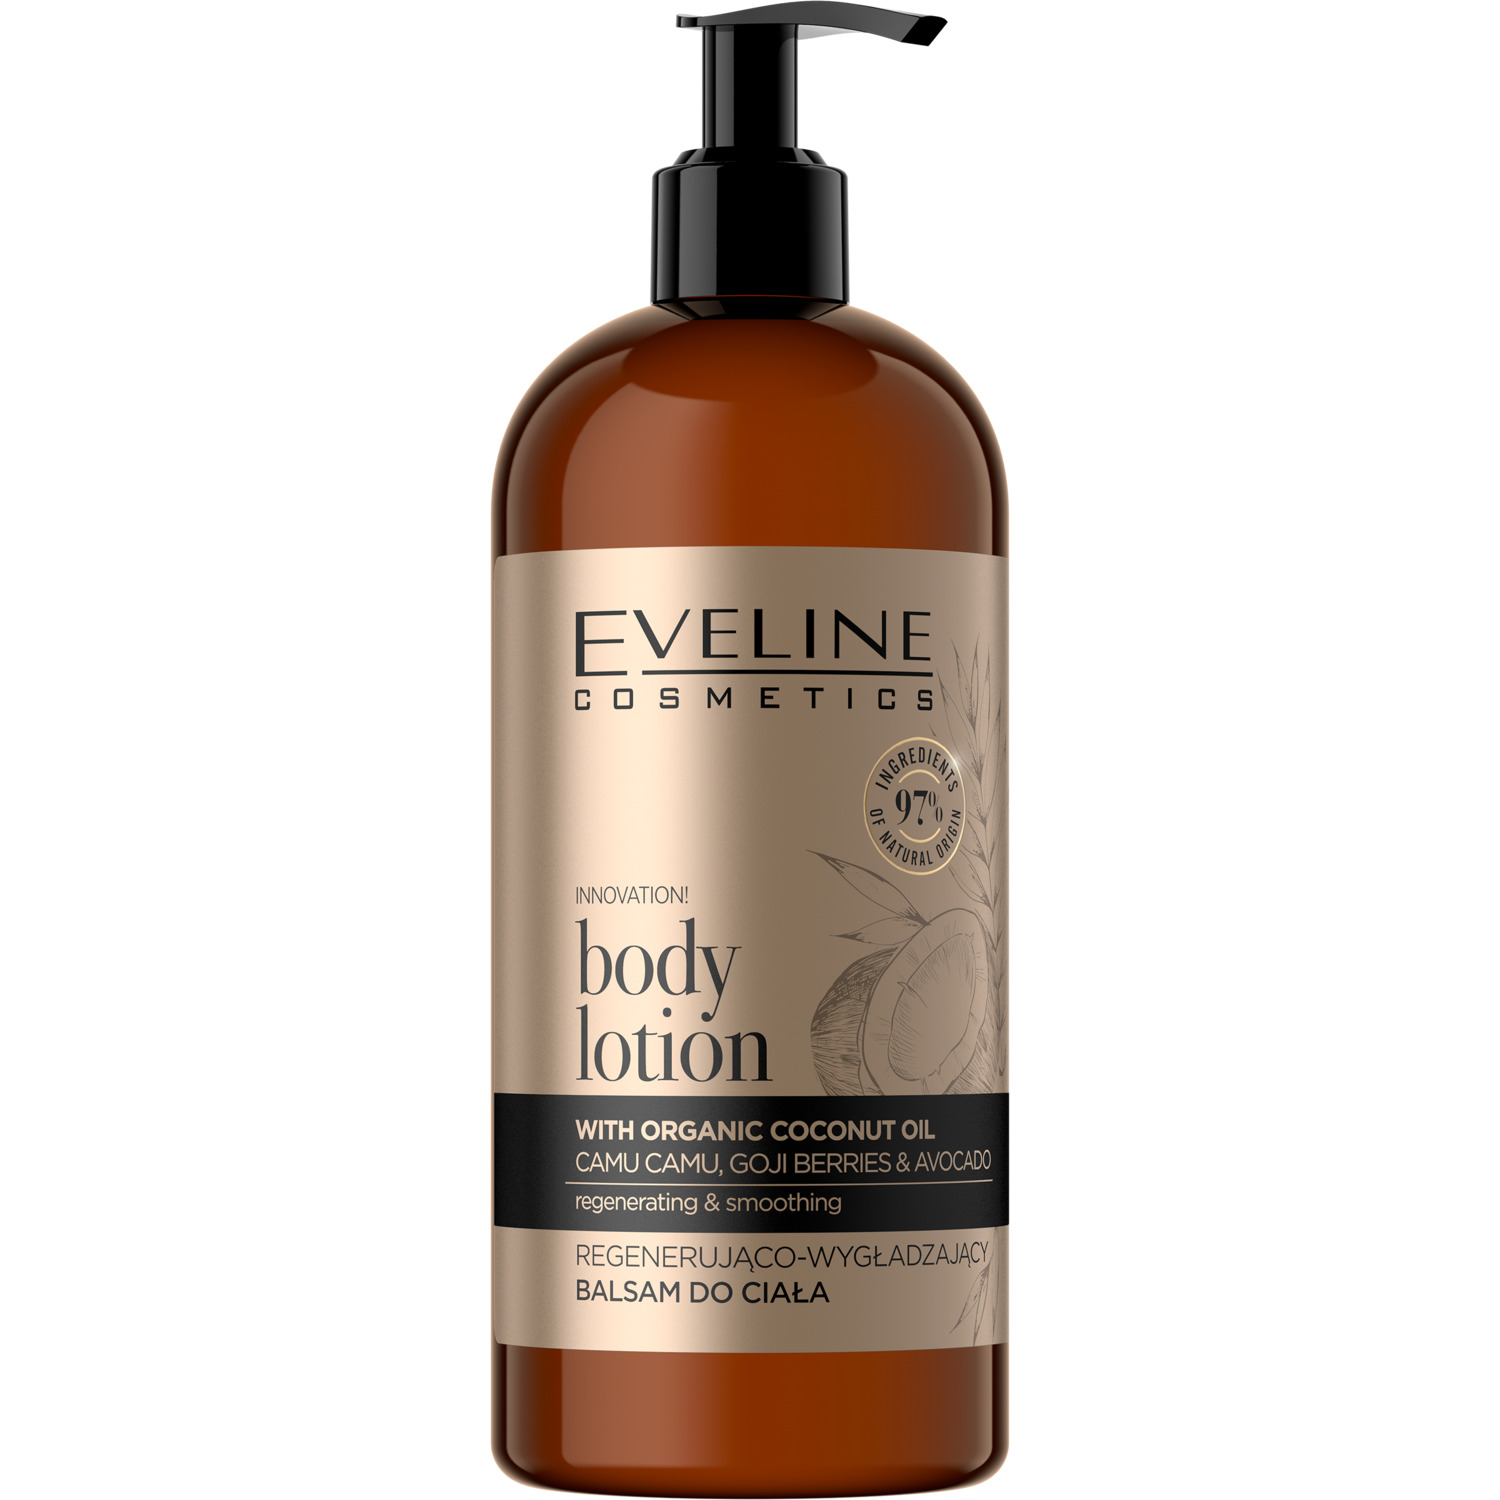 EVELINE
COSMETICS
INGREDIENTS
97%
OF NATURAL ORIGIN
INNOVATION!
body
lotion
WITH ORGANIC COCONUT OIL
CAMU CAMU, GOJI BERRIES & AVOCADO
regenerating & smoothing
REGENERUJĄCO-WYGŁADZAJĄCY
BALSAM DO CIAŁA